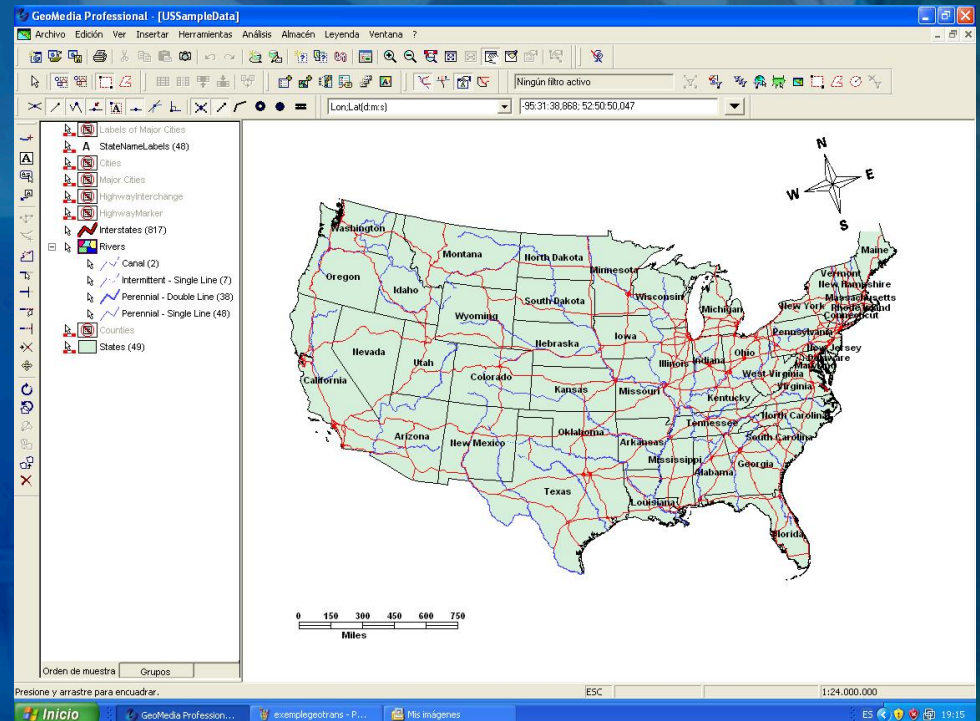 GeoMedia Professional - [USSampleData]
Archivo Edición Ver Insertar Herramientas Análisis Almacén Leyenda Ventana ?
Ningún filtro activo
Lon;Lat(d:m:s)
-95:31:38,868; 52:50:50,047
Labels of Major Cities
A StateNameLabels (48)
Cities
Major Cities
HighwayInterchange
HighwayMarker
Interstates (817)
Rivers
Canal (2)
Intermittent - Single Line (7)
Perennial - Double Line (38)
Perennial - Single Line (48)
Counties
States (49)
N
E
W
S
Washington
Montana
North Dakota
Minnesota
Maine
Vermont
New Hampshire
Oregon
Idaho
South Dakota
Wisconsin
Michigan
New York
Massachusetts
Rhode Island
Connecticut
Wyoming
Nebraska
Iowa
Pennsylvania
Nevada
Utah
Colorado
Illinois
Indiana
Ohio
New Jersey
Delaware
Maryland
West Virginia
Virginia
California
Kansas
Missouri
Kentucky
North Carolina
Arizona
New Mexico
Oklahoma
Arkansas
Tennessee
South Carolina
Mississippi
Alabama
Georgia
Texas
Louisiana
Florida
0 150 300 450 600 750
Miles
Orden de muestra Grupos
Presione y arrastre para encuadrar.
ESC
1:24.000.000
Inicio
GeoMedia Profession...
exemplegeotrans - P...
Mis imágenes
ES
19:15